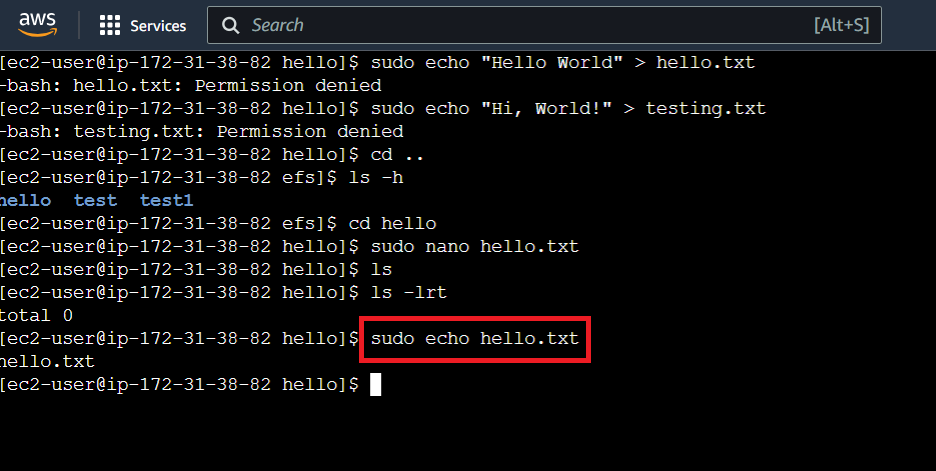 aws Services Search [Alt+S]
[ec2-user@ip-172-31-38-82 hello]$ sudo echo "Hello World" > hello.txt
-bash: hello.txt: Permission denied
[ec2-user@ip-172-31-38-82 hello]$ sudo echo "Hi, World!" > testing.txt
-bash: testing.txt: Permission denied
[ec2-user@ip-172-31-38-82 hello]$ cd ..
[ec2-user@ip-172-31-38-82 efs]$ ls -h
hello  test  test1
[ec2-user@ip-172-31-38-82 efs]$ cd hello
[ec2-user@ip-172-31-38-82 hello]$ sudo nano hello.txt
[ec2-user@ip-172-31-38-82 hello]$ ls
[ec2-user@ip-172-31-38-82 hello]$ ls -lrt
total 0
[ec2-user@ip-172-31-38-82 hello]$ sudo echo hello.txt
hello.txt
[ec2-user@ip-172-31-38-82 hello]$